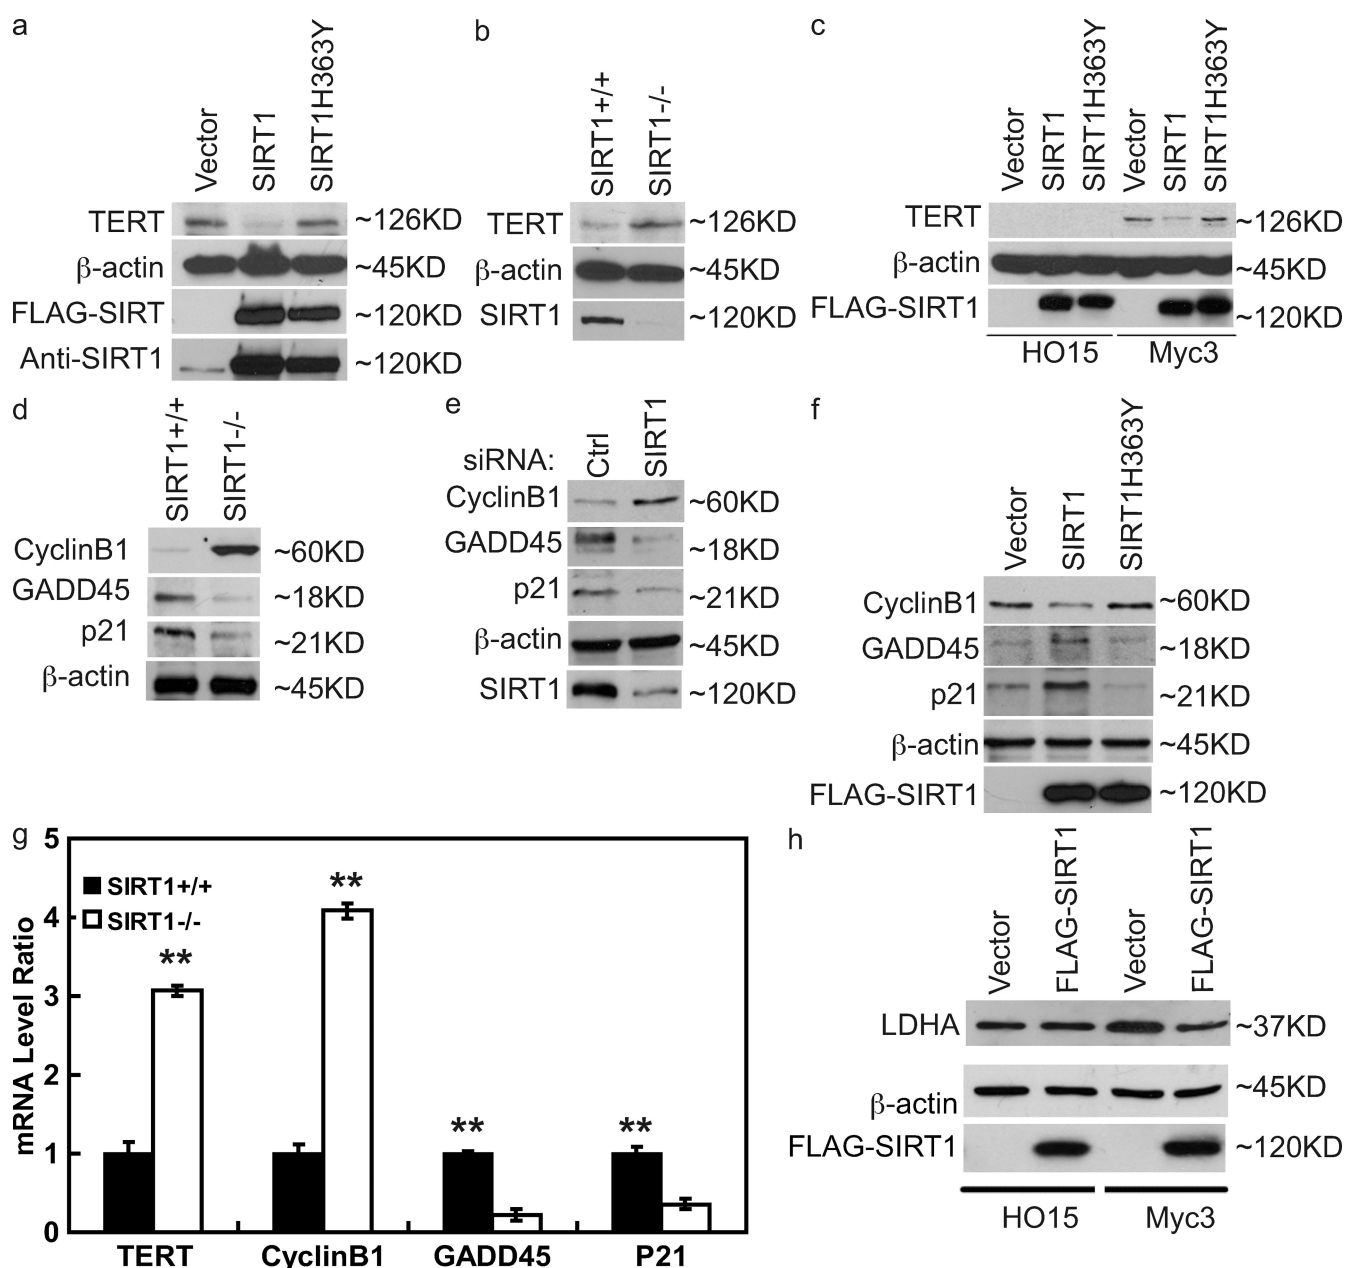 a
Vector
SIRT1
SIRT1H363Y
TERT ~126KD
β-actin ~45KD
FLAG-SIRT ~120KD
Anti-SIRT1 ~120KD
b
SIRT1+/+
SIRT1-/-
TERT ~126KD
β-actin ~45KD
SIRT1 ~120KD
c
Vector
SIRT1
SIRT1H363Y
Vector
SIRT1
SIRT1H363Y
TERT ~126KD
β-actin ~45KD
FLAG-SIRT1 ~120KD
HO15 Myc3
d
SIRT1+/+
SIRT1-/-
CyclinB1 ~60KD
GADD45 ~18KD
p21 ~21KD
β-actin ~45KD
e
siRNA:
Ctrl
SIRT1
CyclinB1 ~60KD
GADD45 ~18KD
p21 ~21KD
β-actin ~45KD
SIRT1 ~120KD
f
Vector
SIRT1
SIRT1H363Y
CyclinB1 ~60KD
GADD45 ~18KD
p21 ~21KD
β-actin ~45KD
FLAG-SIRT1 ~120KD
g
mRNA Level Ratio
5
4
3
2
1
0
SIRT1+/+
SIRT1-/-
**
**
**
**
TERT CyclinB1 GADD45 P21
h
Vector
FLAG-SIRT1
Vector
FLAG-SIRT1
LDHA ~37KD
β-actin ~45KD
FLAG-SIRT1 ~120KD
HO15 Myc3